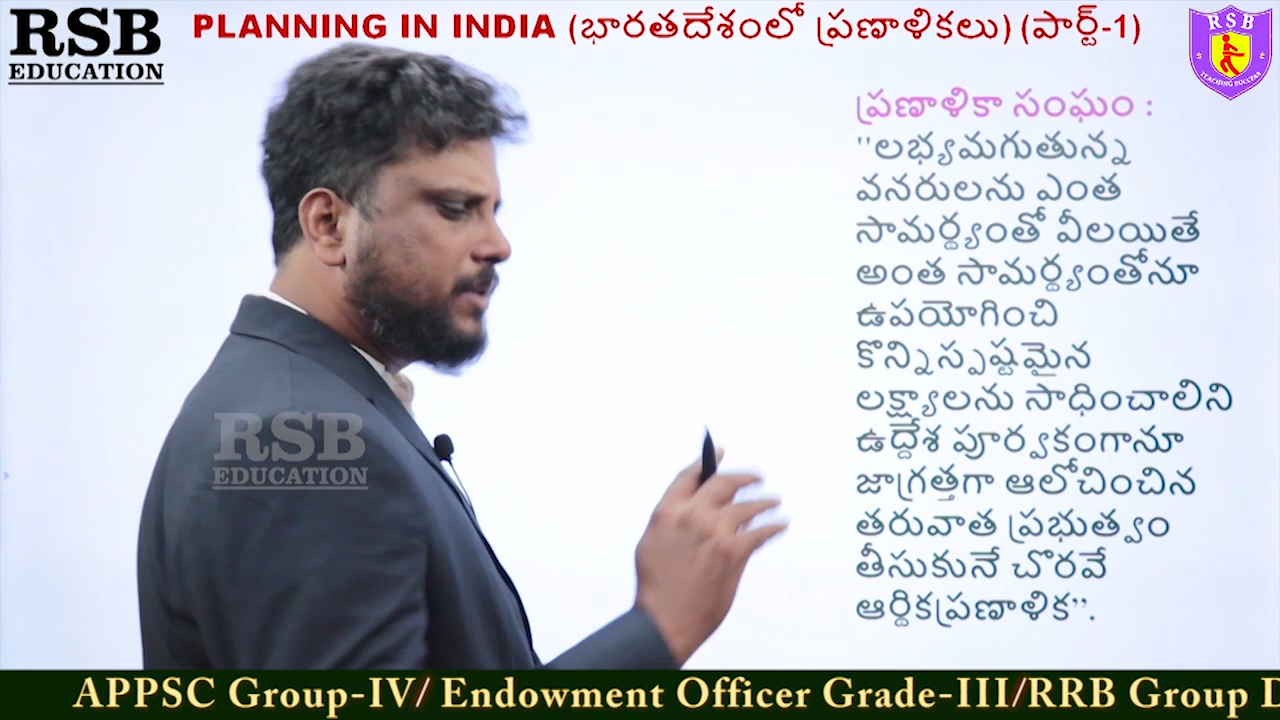 RSB
EDUCATION
PLANNING IN INDIA (భారతదేశంలో ప్రణాళికలు) (పార్ట్-1)
RSB
TEACHING SUCCESS
ప్రణాళికా సంఘం :
"లభ్యమగుతున్న
వనరులను ఎంత
సామర్థ్యంతో వీలయితే
అంత సామర్థ్యంతోనూ
ఉపయోగించి
కొన్నిస్పష్టమైన
లక్ష్యాలను సాధించాలిని
ఉద్దేశ పూర్వకంగానూ
జాగ్రత్తగా ఆలోచించిన
తరువాత ప్రభుత్వం
తీసుకునే చొరవే
ఆర్థికప్రణాళిక”.
RSB
EDUCATION
APPSC Group-IV/ Endowment Officer Grade-III/RRB Group D